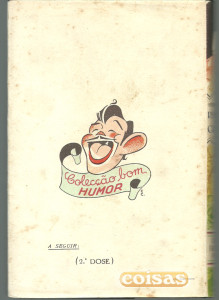 Colecção bom
HUMOR
A SEGUIR:
(2.ª DOSE)
coisas